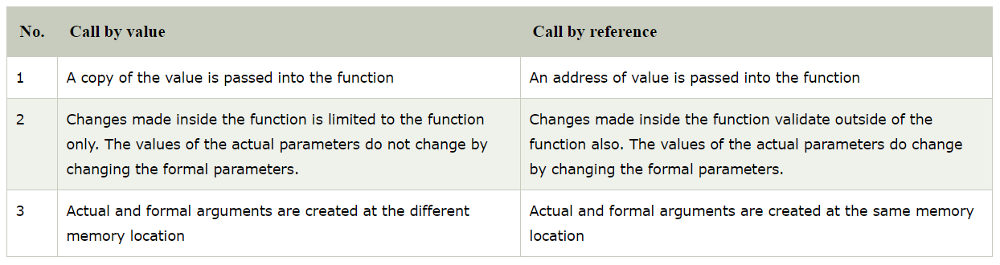 No. Call by value Call by reference
1 A copy of the value is passed into the function An address of value is passed into the function
2 Changes made inside the function is limited to the function
only. The values of the actual parameters do not change by
changing the formal parameters.
Changes made inside the function validate outside of the
function also. The values of the actual parameters do change
by changing the formal parameters.
3 Actual and formal arguments are created at the different
memory location
Actual and formal arguments are created at the same memory
location